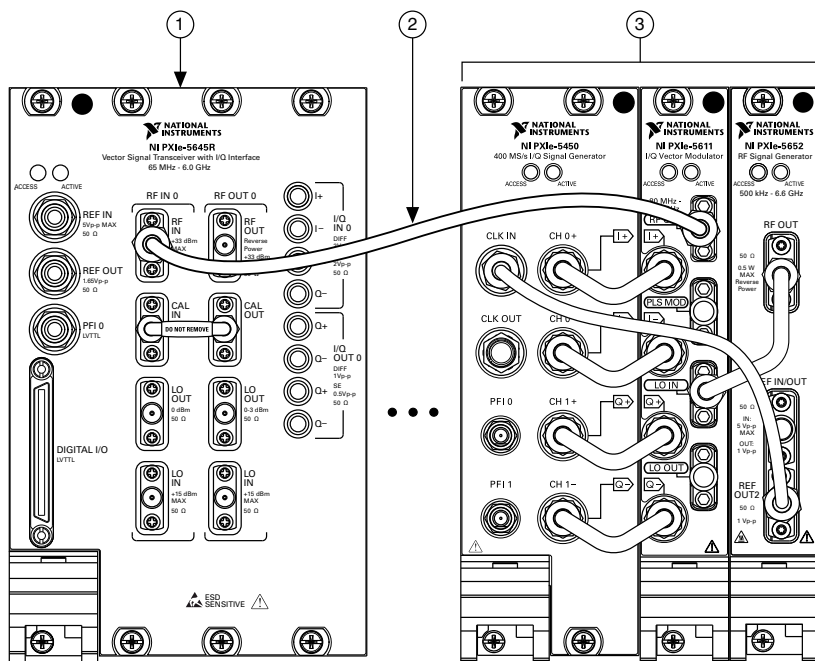 1
2
3
NATIONAL
INSTRUMENTS
NI PXIe-5645R
Vector Signal Transceiver with I/Q Interface
65 MHz - 6.0 GHz
ACCESS
ACTIVE
REF IN
5Vp-p MAX
50 Ω
REF OUT
1.65Vp-p
50 Ω
PFI 0
LVTTL
DIGITAL I/O
LVTTL
RF IN 0
RF
IN
+33 dBm
MAX
CAL
IN
DO NOT REMOVE
LO
OUT
0 dBm
50 Ω
LO
IN
+15 dBm
MAX
50 Ω
RF OUT 0
RF
OUT
Reverse
Power
+33 dBm
CAL
OUT
LO
OUT
0-3 dBm
50 Ω
LO
IN
+15 dBm
MAX
50 Ω
I+
I−
Q−
I/Q
IN 0
DIFF
2Vp-p
50 Ω
Q+
Q−
Q+
Q−
I/Q
OUT 0
DIFF
1Vp-p
SE
0.5Vp-p
50 Ω
ESD
SENSITIVE
NATIONAL
INSTRUMENTS
NI PXIe-5450
400 MS/s I/Q Signal Generator
ACCESS
ACTIVE
CLK IN
CLK OUT
PFI 0
PFI 1
CH 0+
CH 0
CH 1+
CH 1−
I+
I−
Q+
Q−
NATIONAL
INSTRUMENTS
NI PXIe-5611
I/Q Vector Modulator
ACCESS
ACTIVE
MHz -
I+
PLS MOD
I−
LO IN
Q+
LO OUT
Q−
NATIONAL
INSTRUMENTS
NI PXIe-5652
RF Signal Generator
ACCESS
ACTIVE
500 kHz - 6.6 GHz
RF OUT
50 Ω
0.5 W
MAX
Reverse
Power
IN/OUT
50 Ω
IN:
5 Vp-p
MAX
OUT:
1 Vp-p
REF
OUT2
50 Ω
1 Vp-p